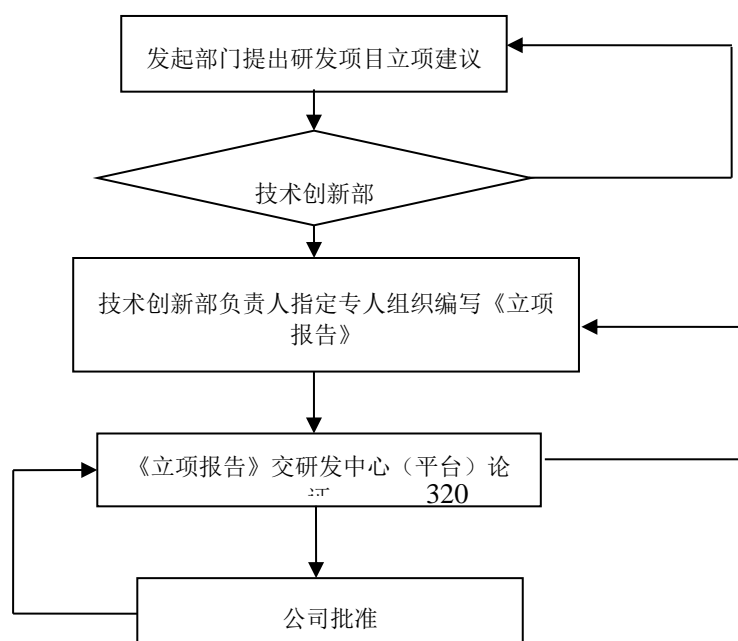 发起部门提出研发项目立项建议
技术创新部
技术创新部负责人指定专人组织编写《立项
报告》
《立项报告》交研发中心（平台）论
320
公司批准